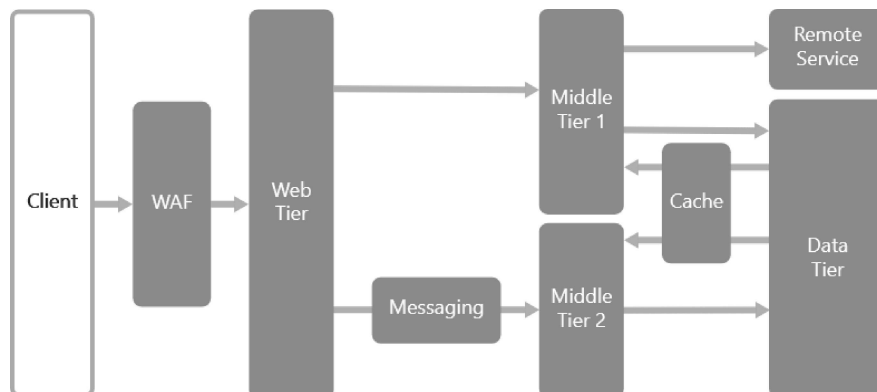 Client
WAF
Web
Tier
Messaging
Middle
Tier 1
Middle
Tier 2
Cache
Remote
Service
Data
Tier